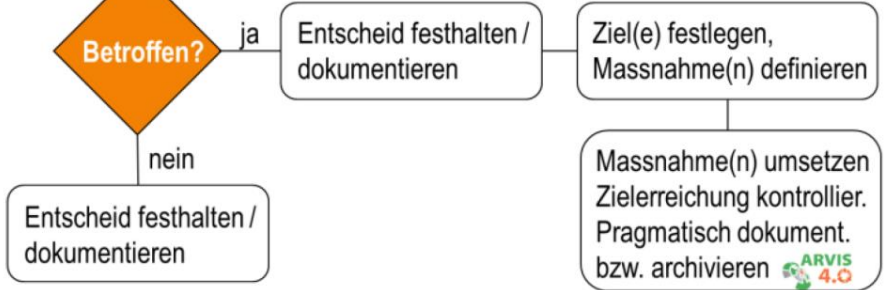 Betroffen?
ja
Entscheid festhalten /
dokumentieren
Ziel(e) festlegen,
Massnahme(n) definieren
nein
Entscheid festhalten /
dokumentieren
Massnahme(n) umsetzen
Zielerreichung kontrollier.
Pragmatisch dokument.
bzw. archivieren
ARVIS
4.0